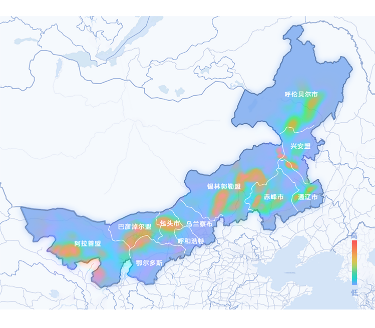 呼伦贝尔市
兴安盟
锡林郭勒盟
赤峰市
通辽市
巴彦淖尔盟
包头市
乌兰察布
呼和浩特
阿拉善盟
鄂尔多斯
高
低